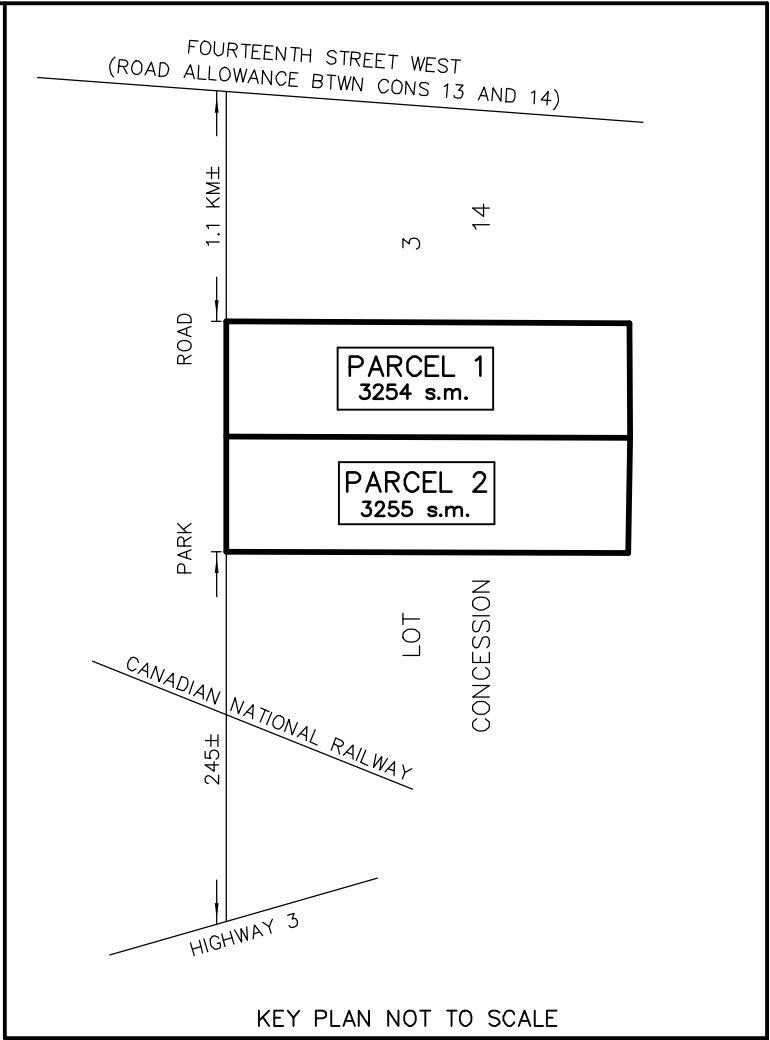 FOURTEENTH STREET WEST
(ROAD ALLOWANCE BTWN CONS 13 AND 14)
1.1 KM±
LOT 3
CONCESSION 14
PARK ROAD
PARCEL 1
3254 s.m.
PARCEL 2
3255 s.m.
CANADIAN NATIONAL RAILWAY
245±
HIGHWAY 3
KEY PLAN NOT TO SCALE